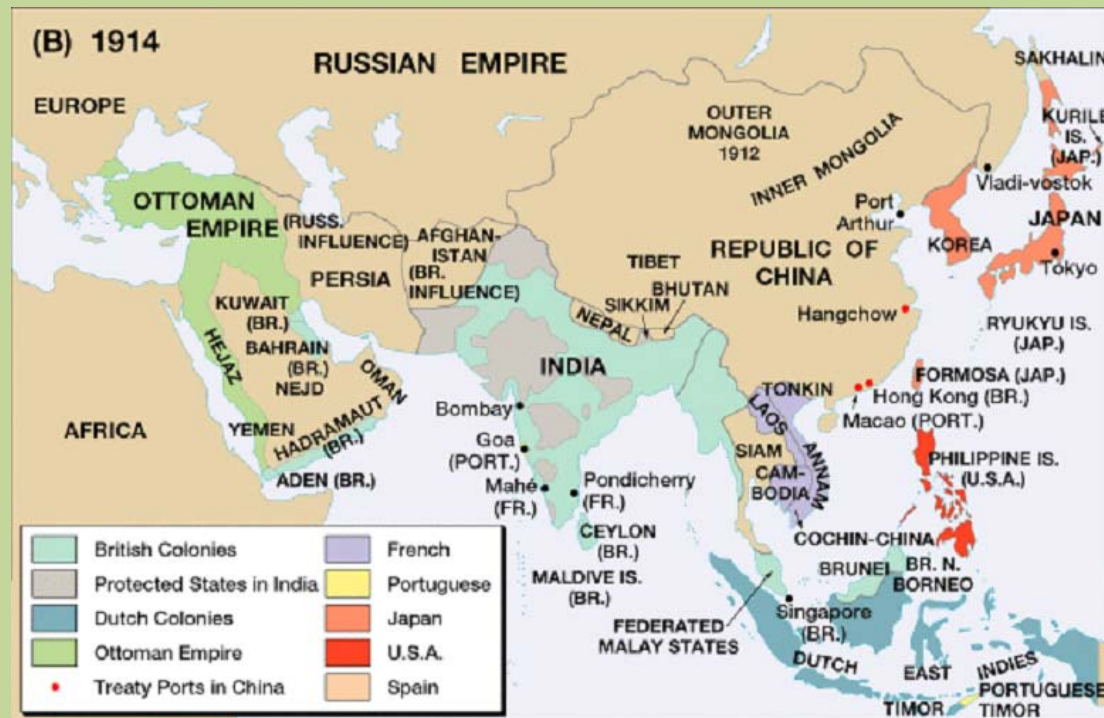 (B) 1914
RUSSIAN EMPIRE
EUROPE
SAKHALIN
KURILE
IS.
(JAP.)
OUTER
MONGOLIA
1912
INNER MONGOLIA
Vladi-vostok
OTTOMAN
EMPIRE
(RUSS.
INFLUENCE)
PERSIA
AFGHAN-
ISTAN
(BR.
INFLUENCE)
Port
Arthur
KOREA
JAPAN
Tokyo
REPUBLIC OF
CHINA
TIBET
BHUTAN
SIKKIM
NEPAL
Hangchow
RYUKYU IS.
(JAP.)
KUWAIT
(BR.)
BAHRAIN
(BR.)
NEJD
HEJAZ
OMAN
INDIA
FORMOSA (JAP.)
Hong Kong (BR.)
Macao (PORT.)
TONKIN
LAOS
ANNAM
AFRICA
YEMEN
HADRAMAUT
(BR.)
ADEN (BR.)
Bombay
Goa
(PORT.)
Mahé
(FR.)
Pondicherry
(FR.)
CEYLON
(BR.)
MALDIVE IS.
(BR.)
SIAM
CAM-
BODIA
COCHIN-CHINA
PHILIPPINE IS.
(U.S.A.)
BRUNEI
BR. N.
BORNEO
Singapore
(BR.)
FEDERATED
MALAY STATES
DUTCH
EAST
INDIES
TIMOR
PORTUGUESE
TIMOR
British Colonies
Protected States in India
Dutch Colonies
Ottoman Empire
Treaty Ports in China
French
Portuguese
Japan
U.S.A.
Spain